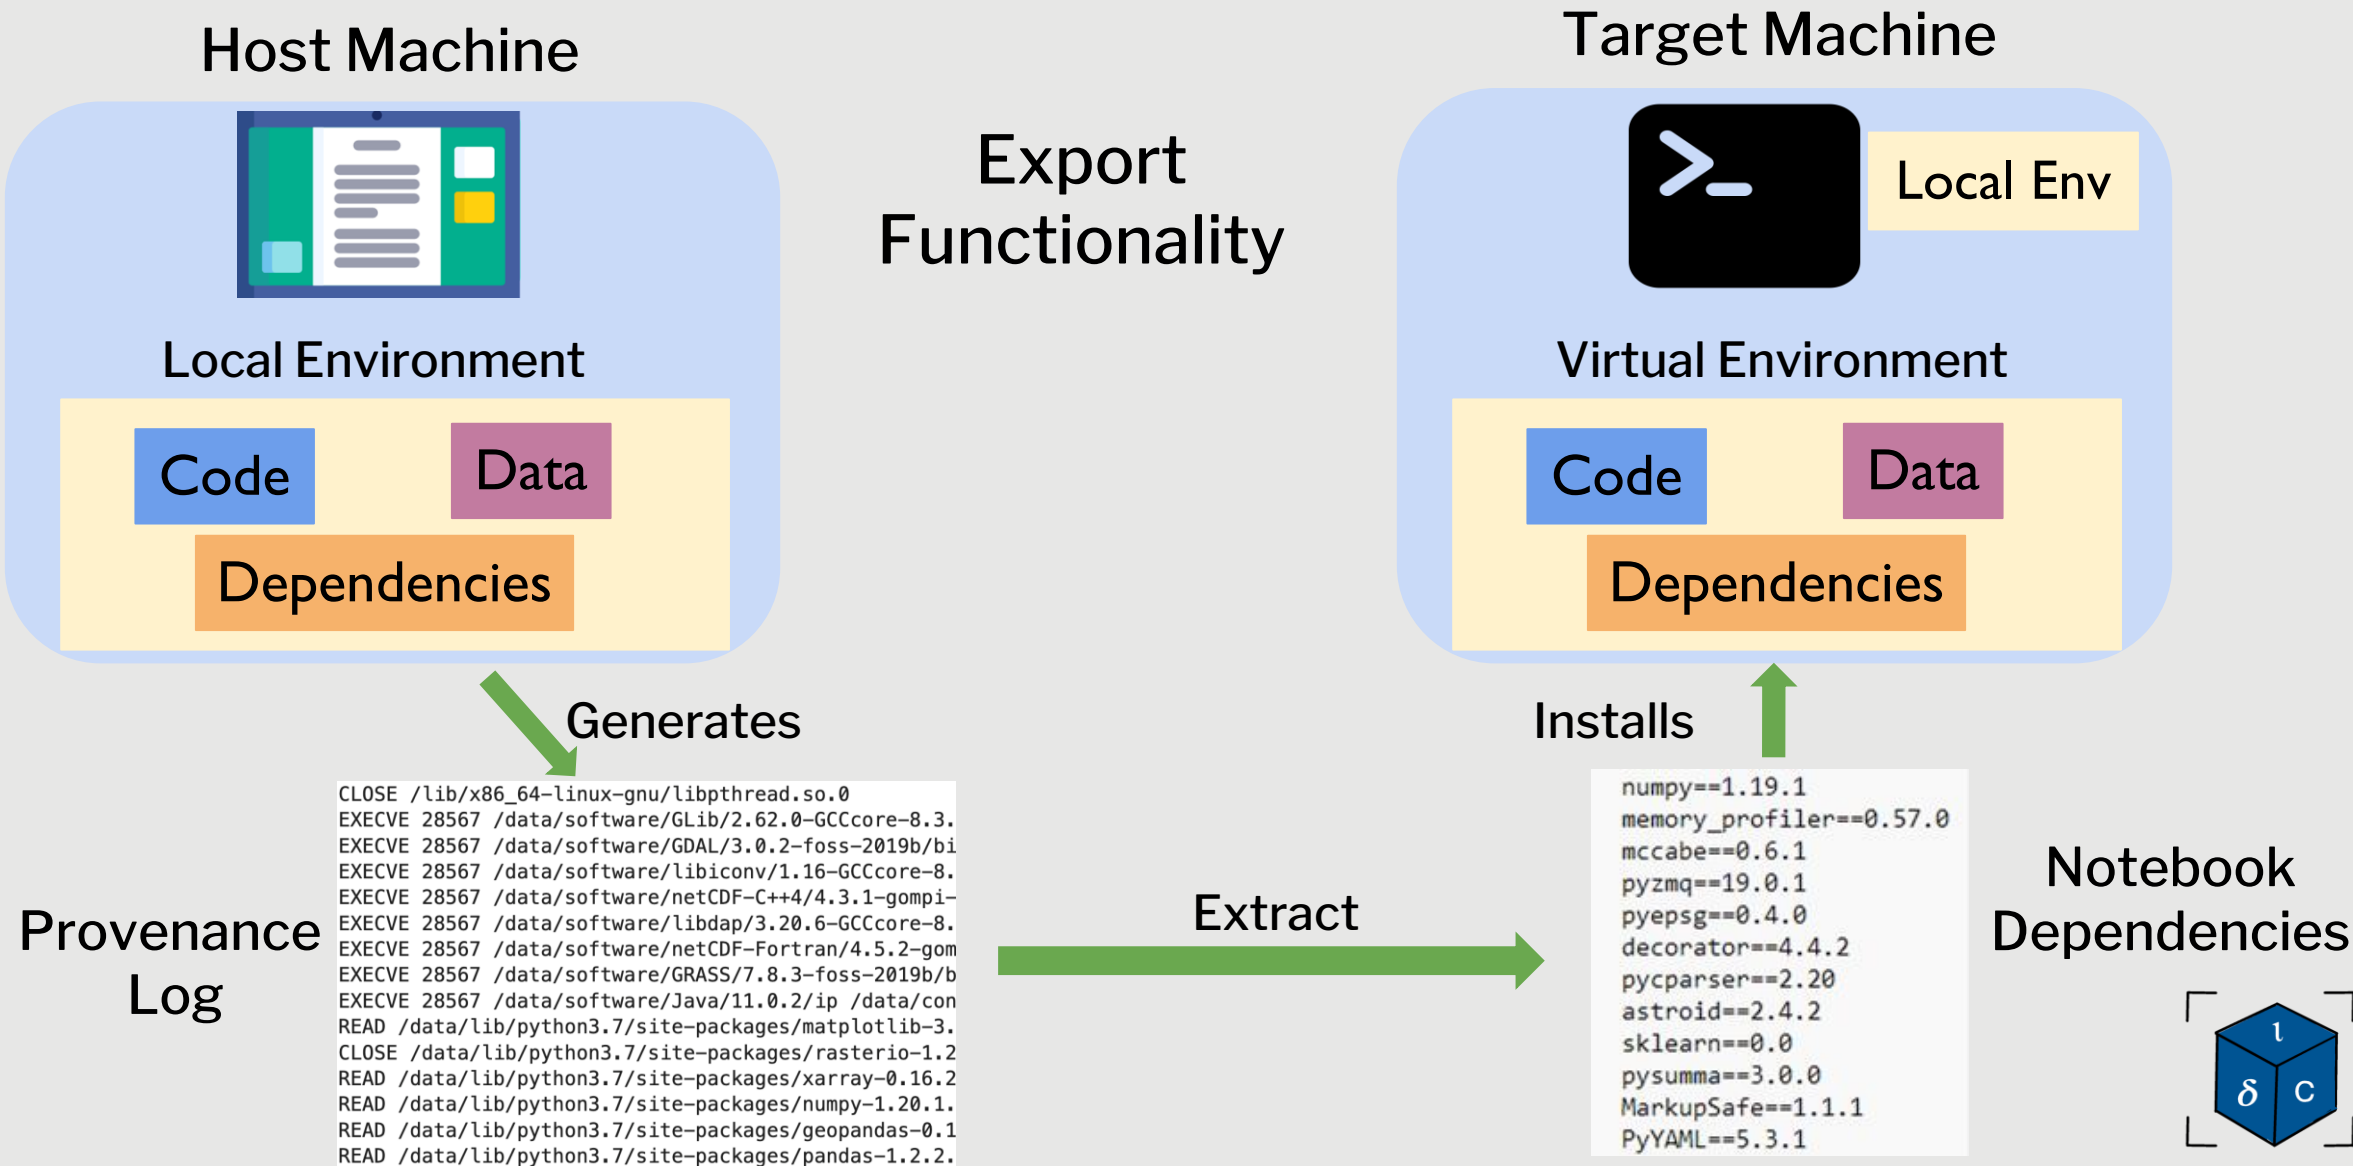 Host Machine
Target Machine
Export
Functionality
Local Env
Local Environment
Code
Data
Dependencies
Virtual Environment
Code
Data
Dependencies
Generates
Installs
Provenance
Log
CLOSE /lib/x86_64-linux-gnu/libpthread.so.0
EXECVE 28567 /data/software/GLib/2.62.0-GCCcore-8.3.
EXECVE 28567 /data/software/GDAL/3.0.2-foss-2019b/bi
EXECVE 28567 /data/software/libiconv/1.16-GCCcore-8.
EXECVE 28567 /data/software/netCDF-C++4/4.3.1-gompi-
EXECVE 28567 /data/software/libdap/3.20.6-GCCcore-8.
EXECVE 28567 /data/software/netCDF-Fortran/4.5.2-gom
EXECVE 28567 /data/software/GRASS/7.8.3-foss-2019b/b
EXECVE 28567 /data/software/Java/11.0.2/ip /data/con
READ /data/lib/python3.7/site-packages/matplotlib-3.
CLOSE /data/lib/python3.7/site-packages/rasterio-1.2
READ /data/lib/python3.7/site-packages/xarray-0.16.2
READ /data/lib/python3.7/site-packages/numpy-1.20.1.
READ /data/lib/python3.7/site-packages/geopandas-0.1
READ /data/lib/python3.7/site-packages/pandas-1.2.2.
Extract
numpy==1.19.1
memory_profiler==0.57.0
mccabe==0.6.1
pyzmq==19.0.1
pyepsg==0.4.0
decorator==4.4.2
pycparser==2.20
astroid==2.4.2
sklearn==0.0
pysumma==3.0.0
MarkupSafe==1.1.1
PyYAML==5.3.1
Notebook
Dependencies
ι
δ C